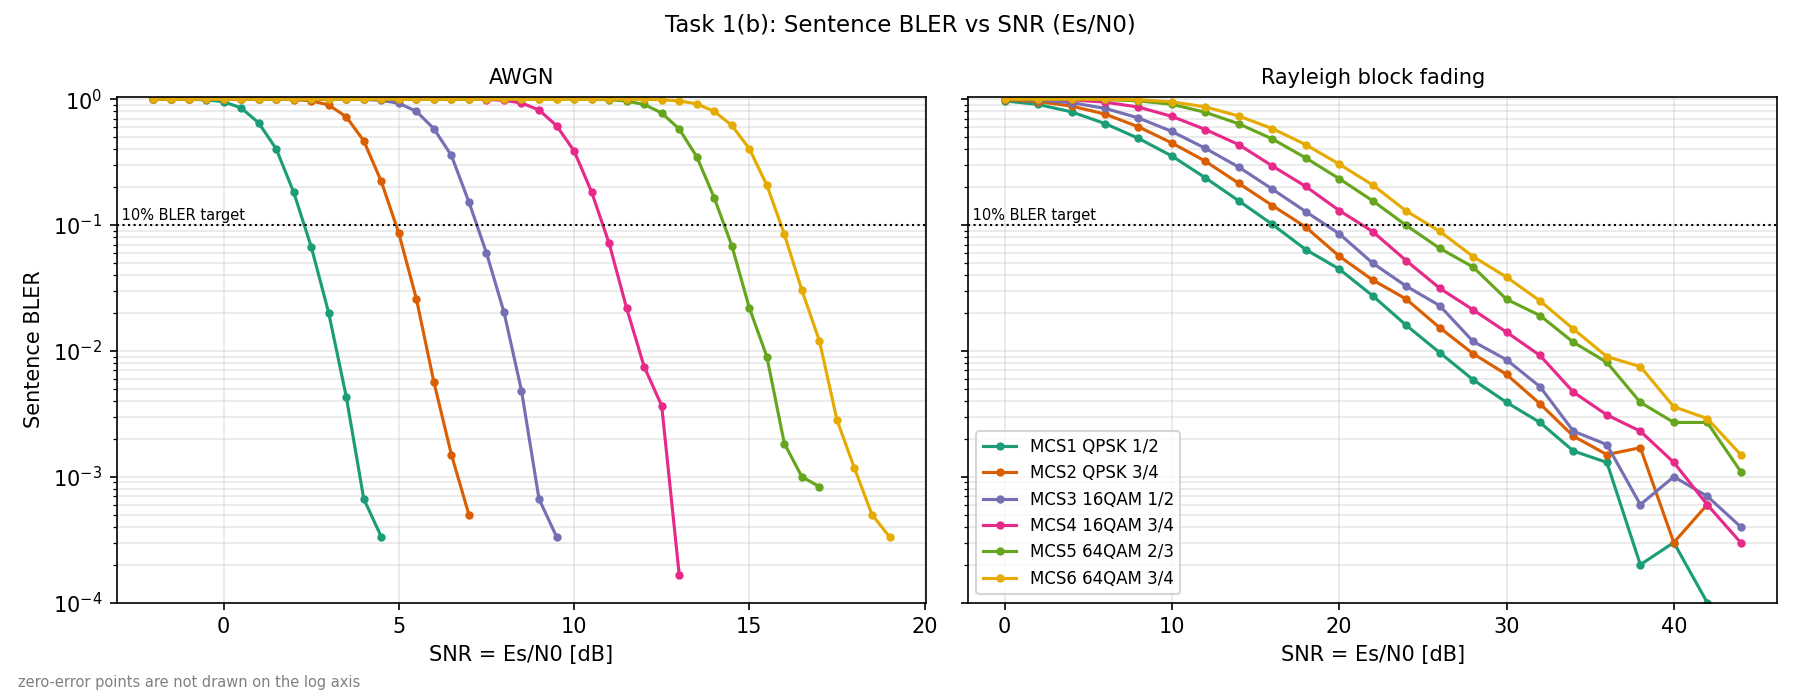 Task 1(b): Sentence BLER vs SNR (Es/N0)
AWGN
Rayleigh block fading
Sentence BLER
10⁰
10⁻¹
10⁻²
10⁻³
10⁻⁴
10% BLER target
10% BLER target
MCS1 QPSK 1/2
MCS2 QPSK 3/4
MCS3 16QAM 1/2
MCS4 16QAM 3/4
MCS5 64QAM 2/3
MCS6 64QAM 3/4
0 5 10 15 20
0 10 20 30 40
SNR = Es/N0 [dB]
SNR = Es/N0 [dB]
zero-error points are not drawn on the log axis